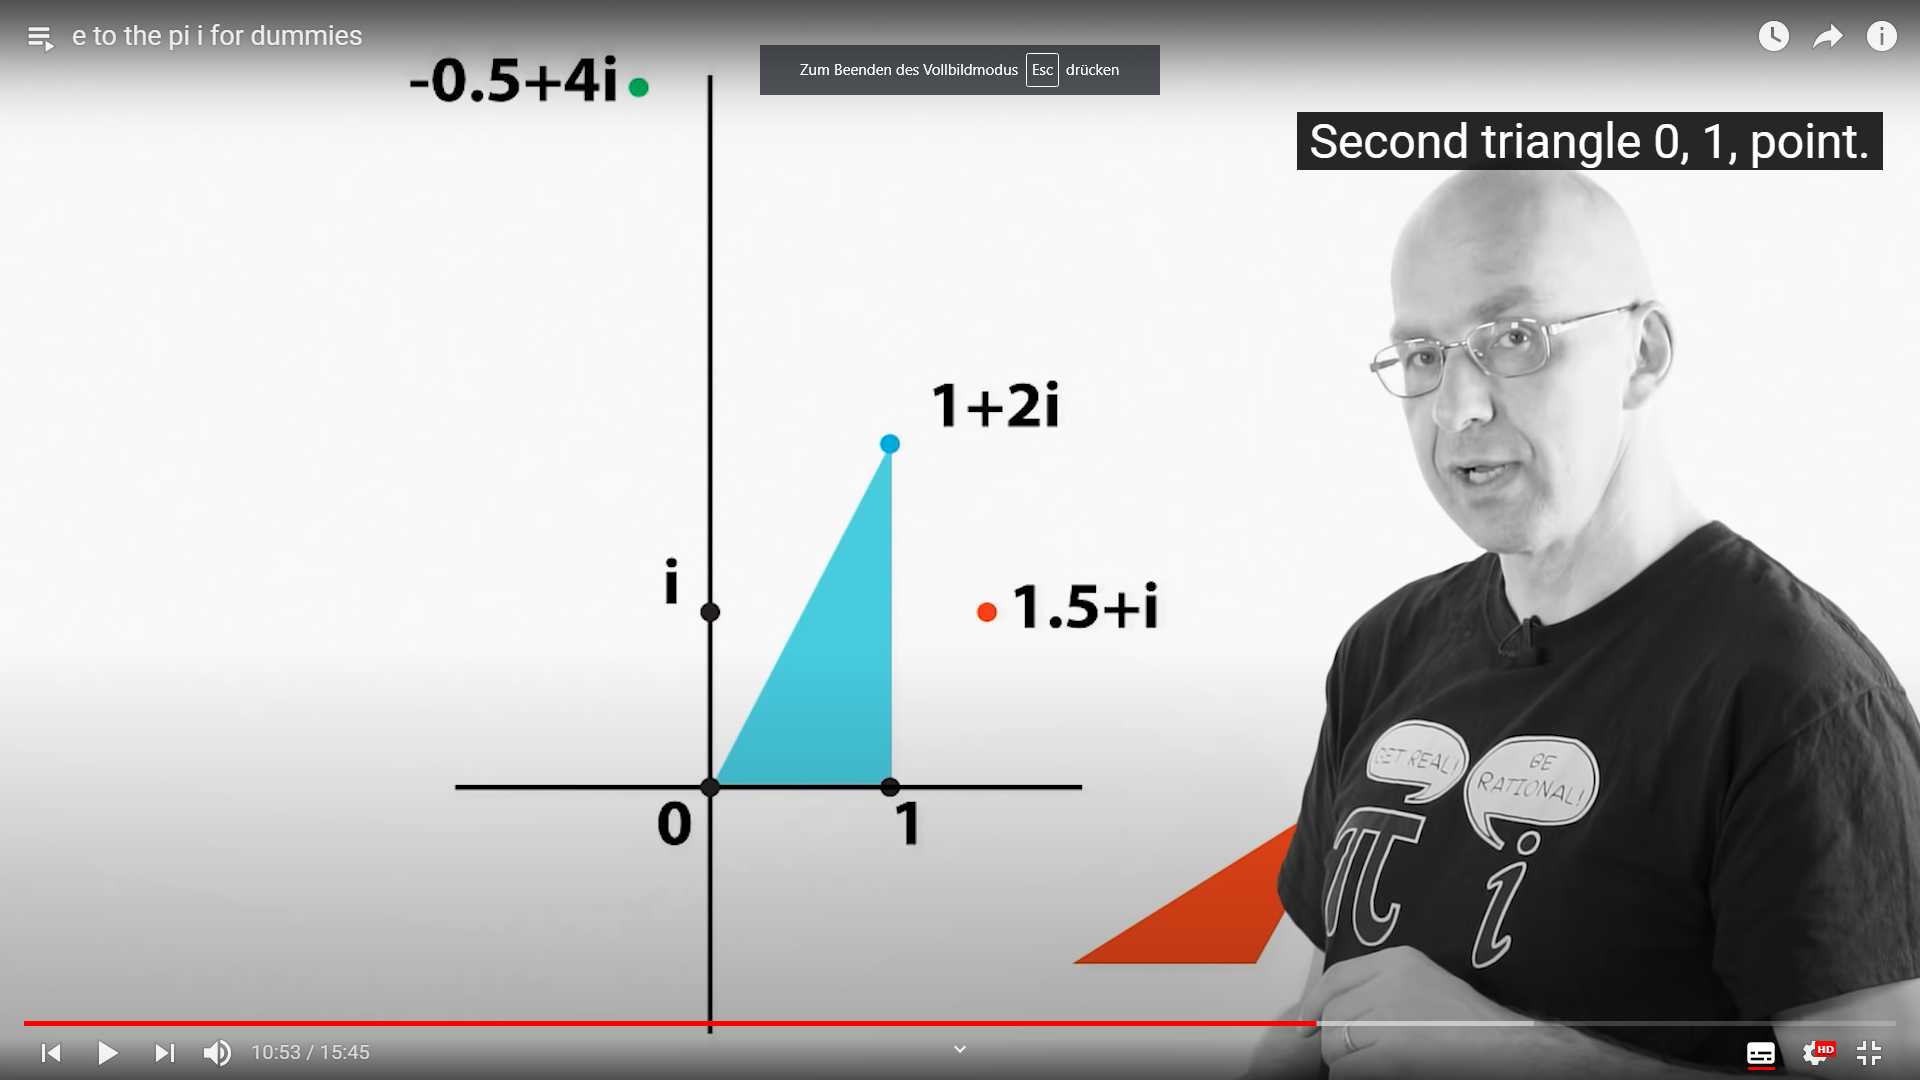 e to the pi i for dummies
Zum Beenden des Vollbildmodus Esc drücken
-0.5+4i
Second triangle 0, 1, point.
1+2i
i
1.5+i
0
1
GET REAL!
BE
RATIONAL!
π
i
10:53 / 15:45
HD